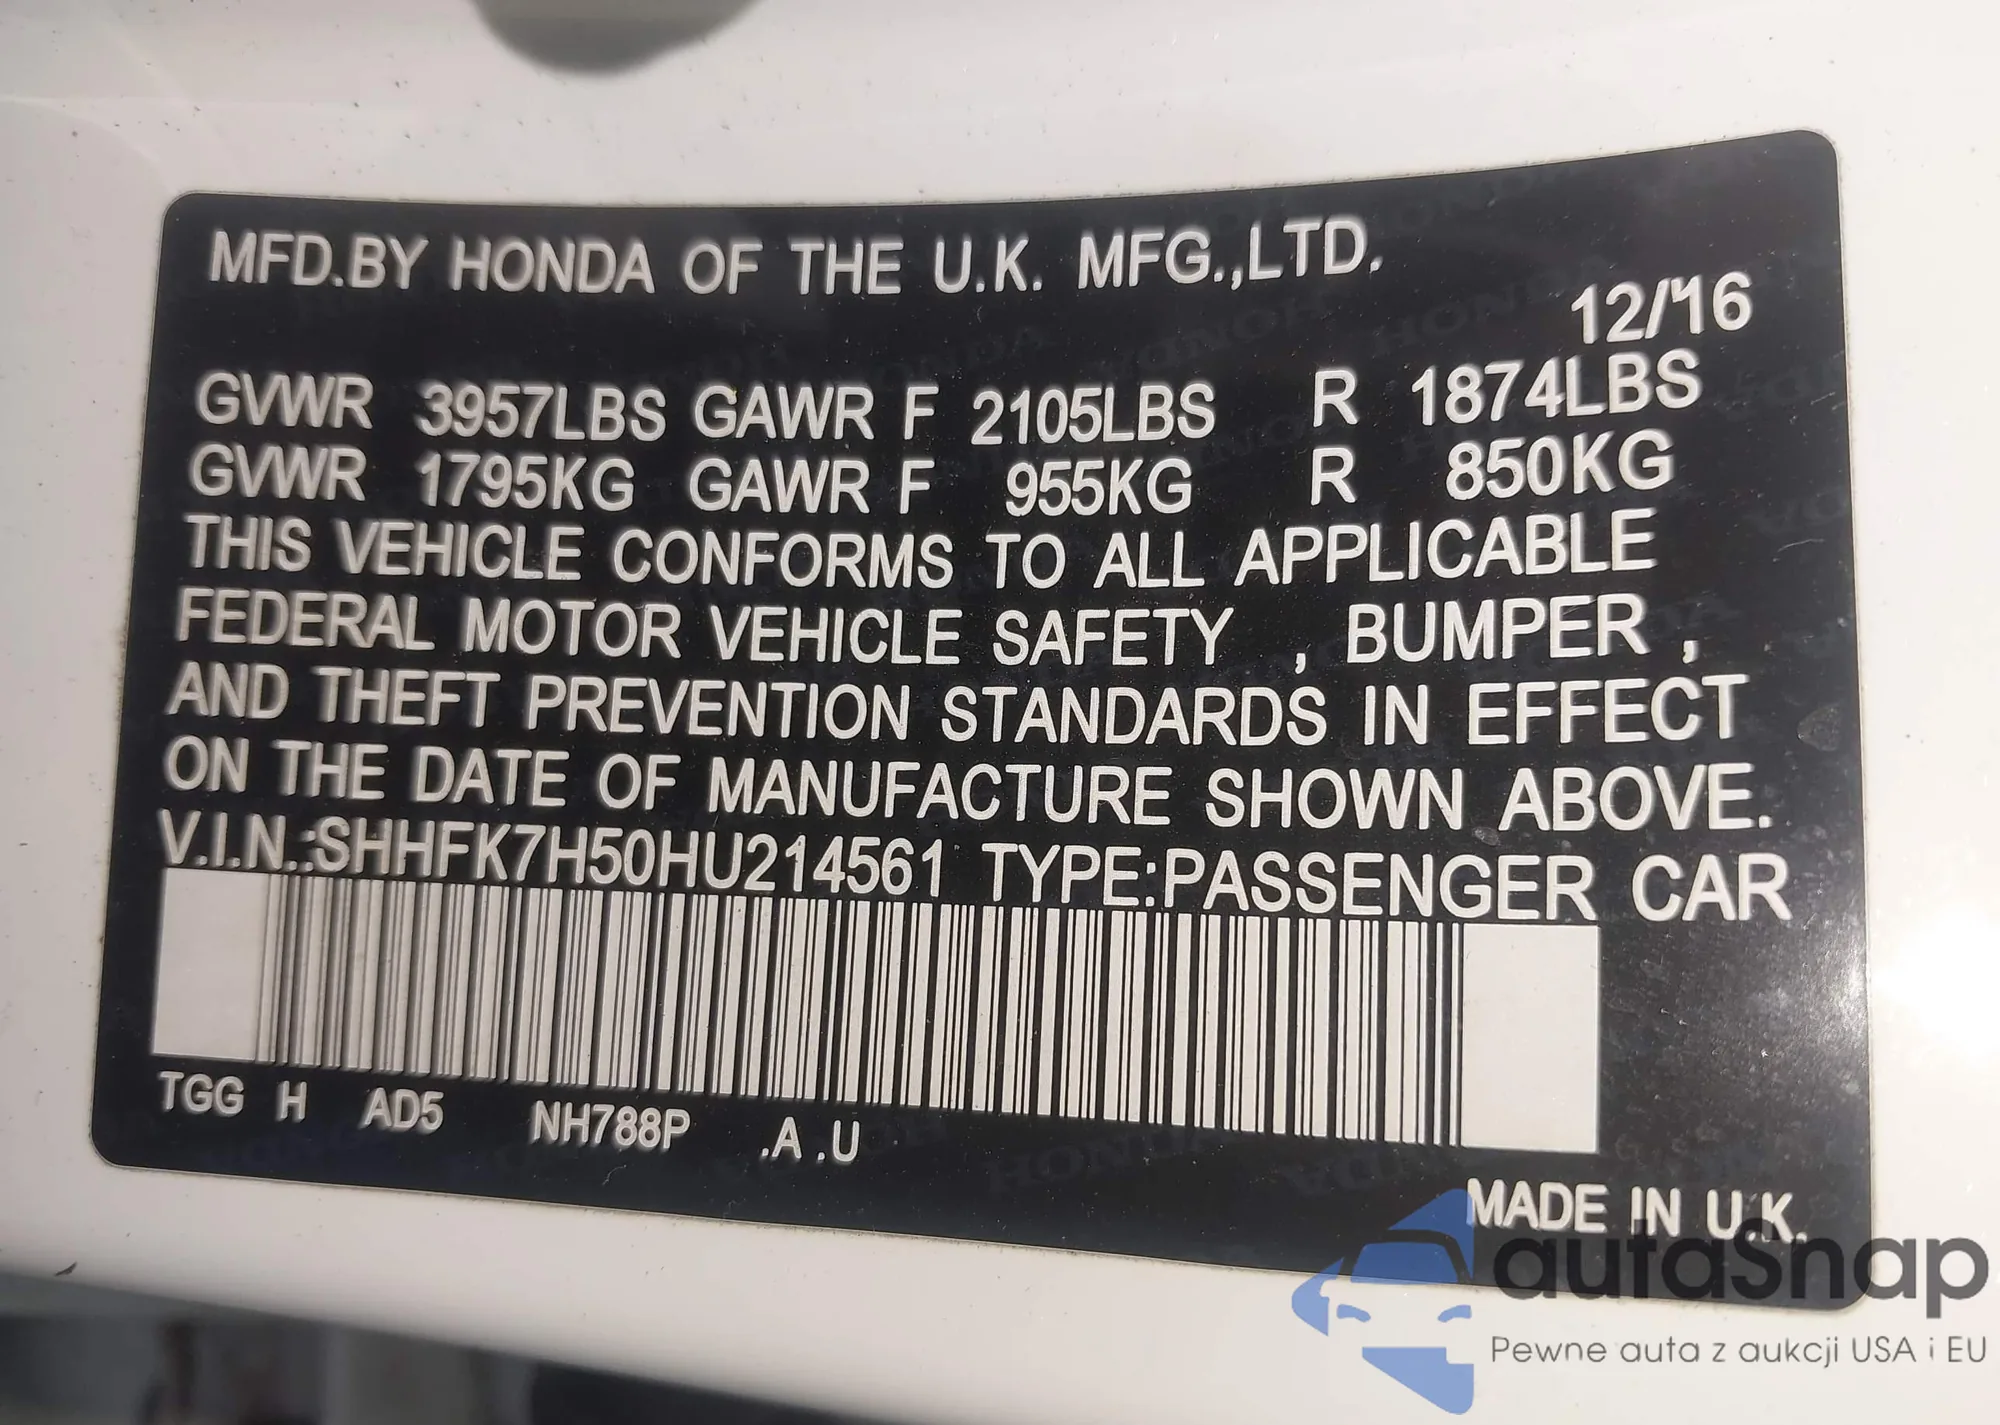 MFD.BY HONDA OF THE U.K. MFG.,LTD.
12/'16
GVWR 3957LBS GAWR F 2105LBS R 1874LBS
GVWR 1795KG GAWR F 955KG R 850KG
THIS VEHICLE CONFORMS TO ALL APPLICABLE
FEDERAL MOTOR VEHICLE SAFETY , BUMPER ,
AND THEFT PREVENTION STANDARDS IN EFFECT
ON THE DATE OF MANUFACTURE SHOWN ABOVE.
V.I.N.:SHHFK7H50HU214561 TYPE:PASSENGER CAR
TGG H AD5 NH788P .A .U
MADE IN U.K.
autaSnap
Pewne auta z aukcji USA i EU